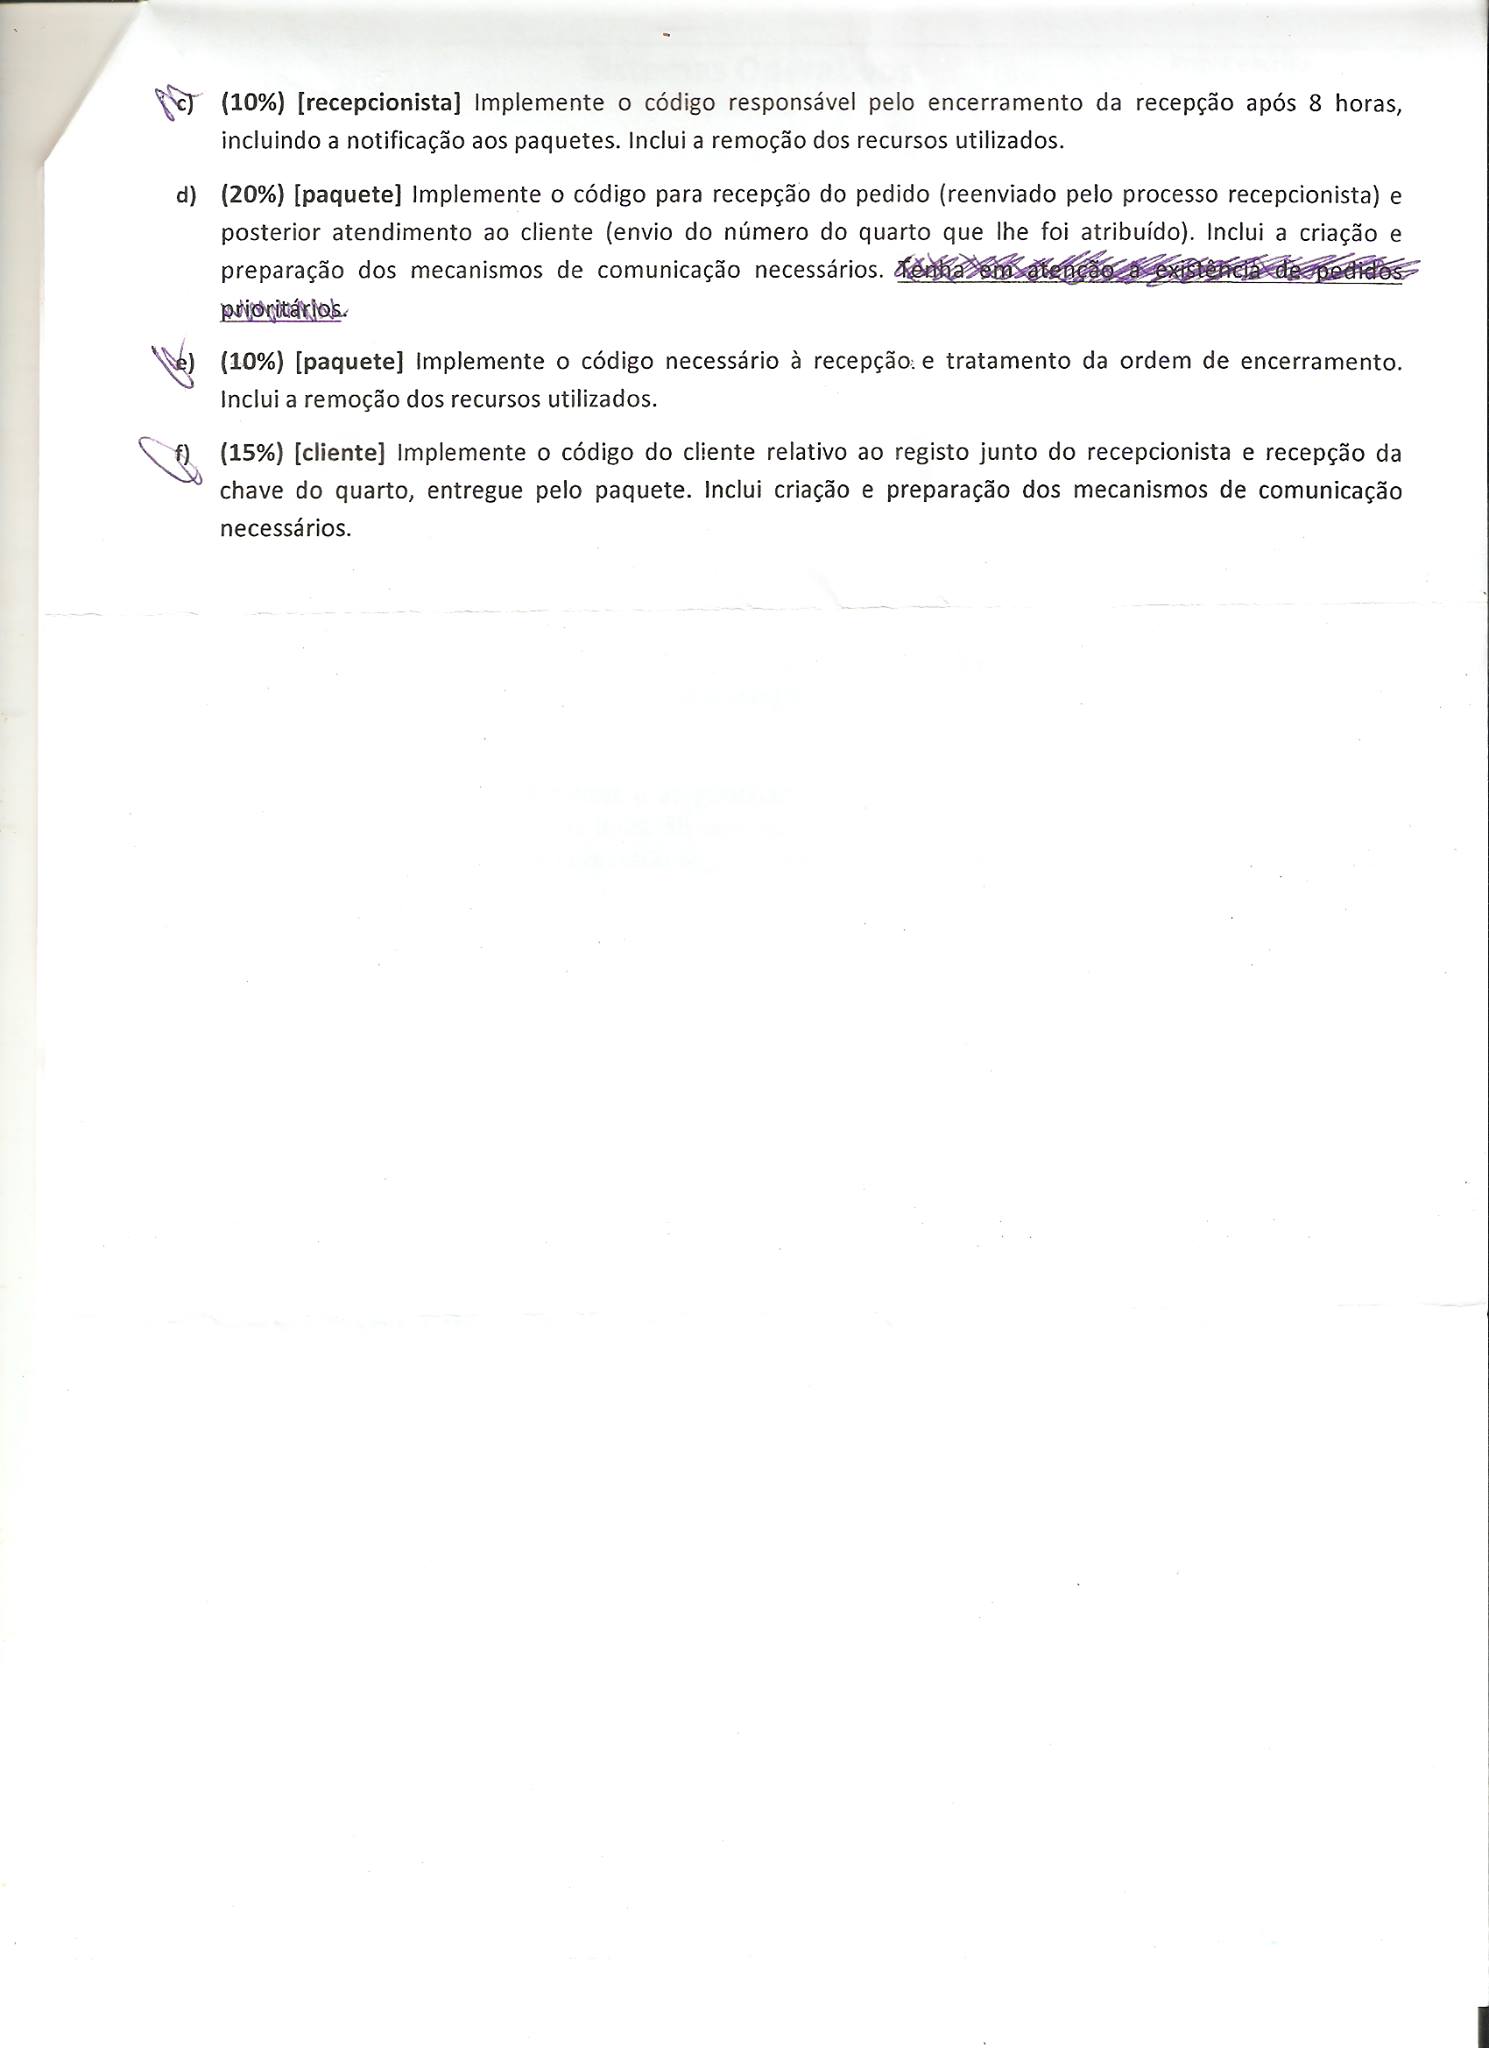 c) (10%) [recepcionista] Implemente o código responsável pelo encerramento da recepção após 8 horas,
incluindo a notificação aos paquetes. Inclui a remoção dos recursos utilizados.
d) (20%) [paquete] Implemente o código para recepção do pedido (reenviado pelo processo recepcionista) e
posterior atendimento ao cliente (envio do número do quarto que lhe foi atribuído). Inclui a criação e
preparação dos mecanismos de comunicação necessários. Tenha em atenção a existência de pedidos
prioritários.
e) (10%) [paquete] Implemente o código necessário à recepção e tratamento da ordem de encerramento.
Inclui a remoção dos recursos utilizados.
f) (15%) [cliente] Implemente o código do cliente relativo ao registo junto do recepcionista e recepção da
chave do quarto, entregue pelo paquete. Inclui criação e preparação dos mecanismos de comunicação
necessários.